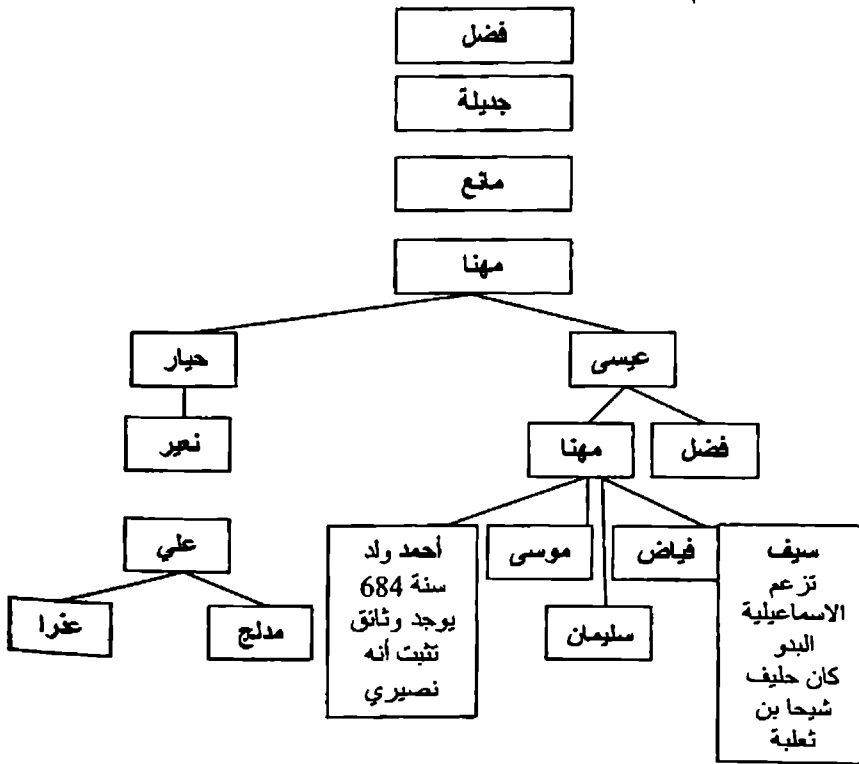 فضل
جديلة
مانع
مهنا
عيسى
حيار
فضل
مهنا
نعير
سيف
تزعم
الاسماعيلية
البدو
كان حليف
شيحا بن
ثعلبة
فياض
موسى
سليمان
أحمد ولد
سنة 684
يوجد وثائق
تثبت أنه
نصيري
علي
مدلج
عذرا